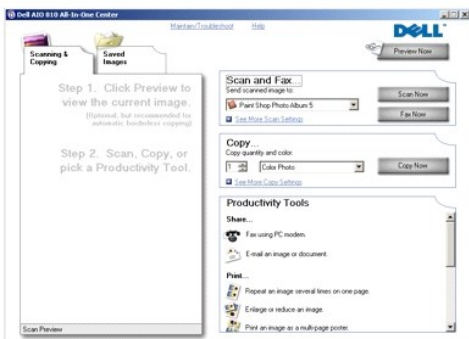 Dell AIO 810 All-In-One Center
Maintain/Troubleshoot Help
DELL
Scanning &
Copying
Saved
Images
Preview Now
Step 1. Click Preview to
view the current image.
(Optional, but recommended for
automatic borderless copying)
Step 2. Scan, Copy, or
pick a Productivity Tool.
Scan Preview
Scan and Fax...
Send scanned image to:
Paint Shop Photo Album 5
See More Scan Settings
Scan Now
Fax Now
Copy...
Copy quantity and color.
1 Color Photo
See More Copy Settings
Copy Now
Productivity Tools
Share...
Fax using PC modem.
E-mail an image or document.
Print...
Repeat an image several times on one page.
Enlarge or reduce an image.
Print an image as a multi-page poster.